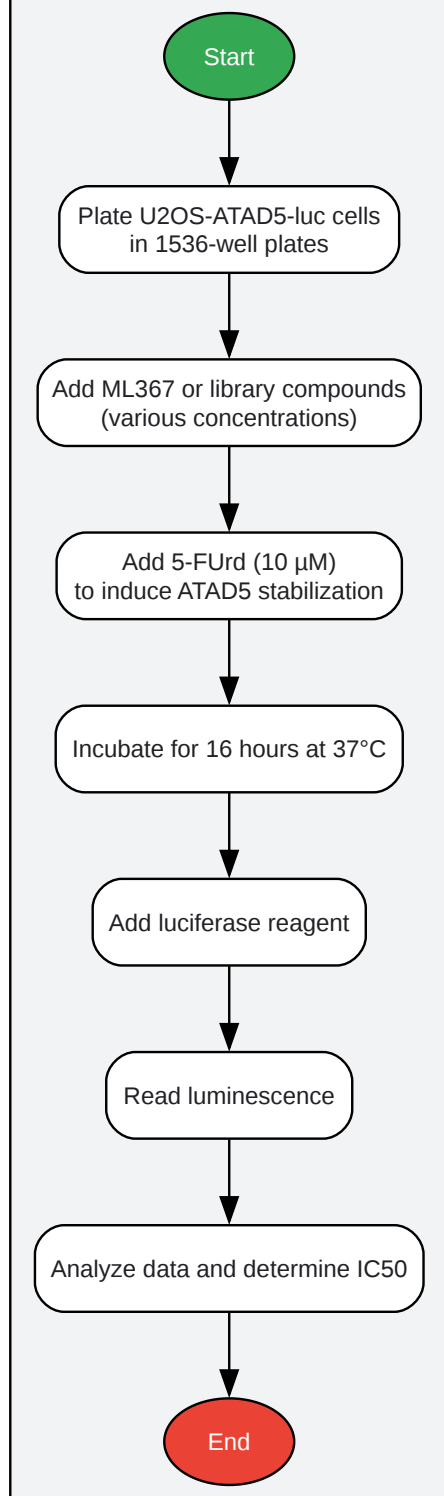 Start
Plate U2OS-ATAD5-luc cells
in 1536-well plates
Add ML367 or library compounds
(various concentrations)
Add 5-FUrd (10 µM)
to induce ATAD5 stabilization
Incubate for 16 hours at 37°C
Add luciferase reagent
Read luminescence
Analyze data and determine IC50
End